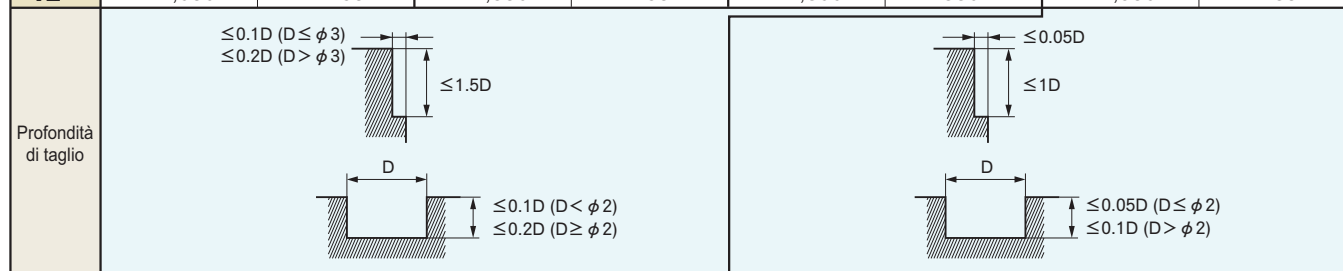 Profondità
di taglio
≤0.1D (D≤φ3)
≤0.2D (D>φ3)
≤1.5D
D
≤0.1D (D<φ2)
≤0.2D (D≥φ2)
≤0.05D
≤1D
D
≤0.05D (D≤φ2)
≤0.1D (D>φ2)